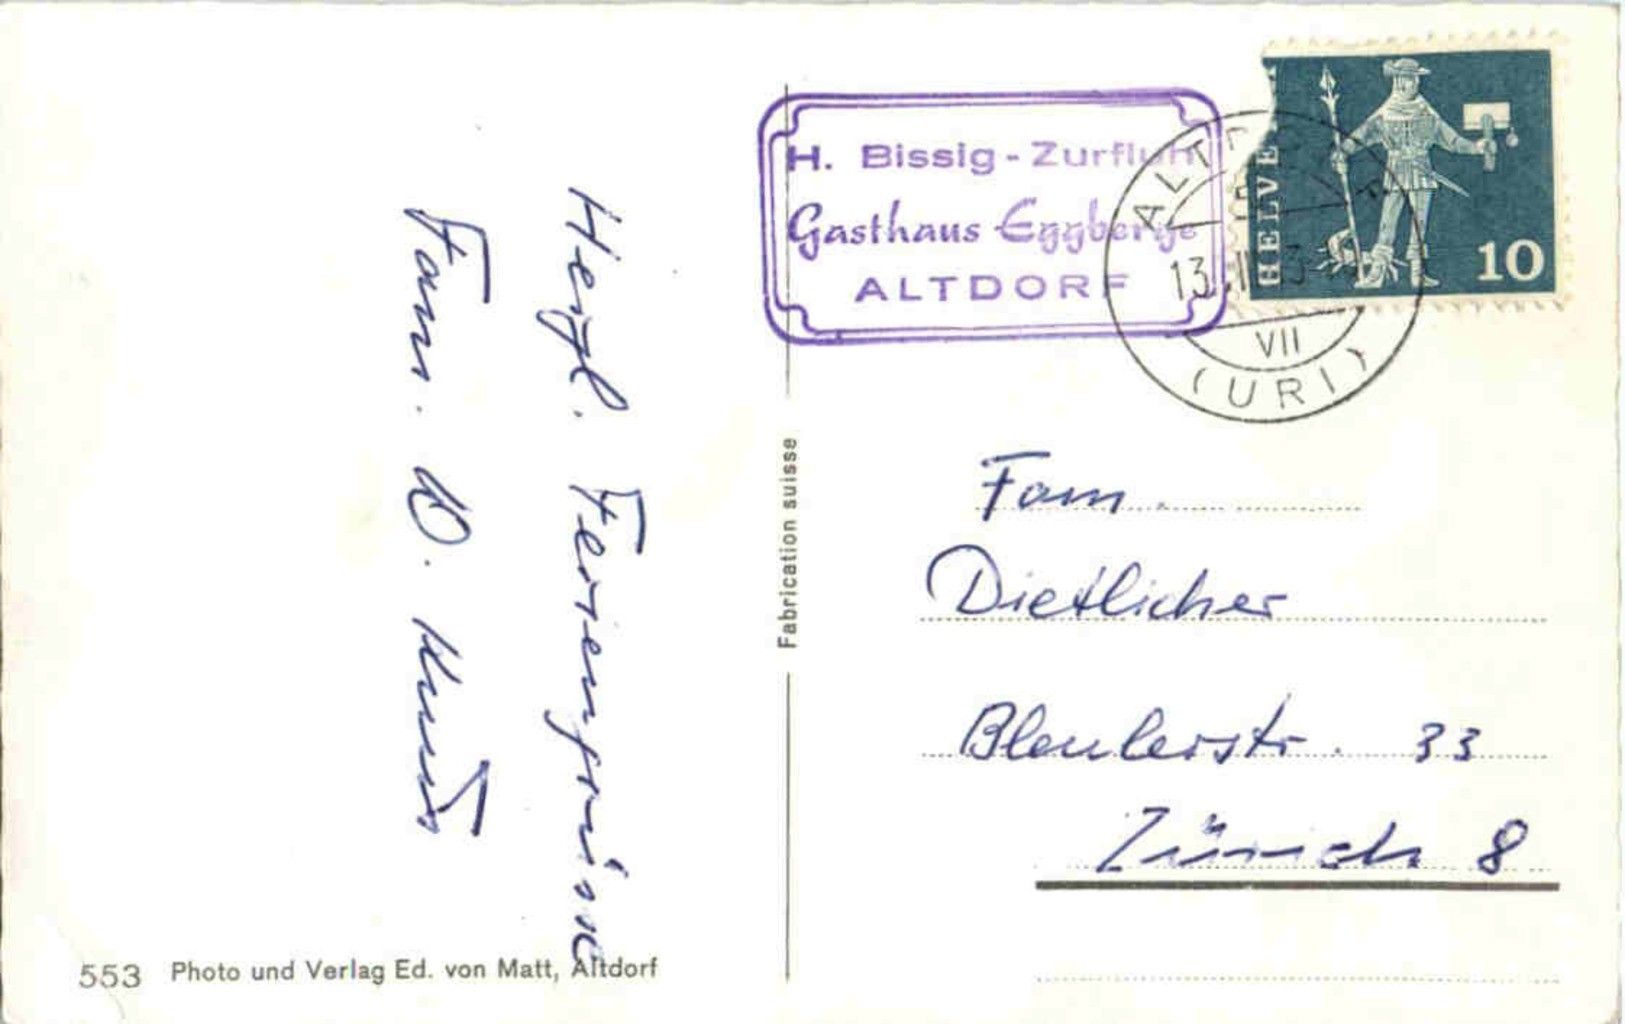 H. Bissig - Zurfluh
Gasthaus Eggberge
ALTDORF
HELVETIA
10
ALTDORF
13.
VII
(URI)
Herzl. Feriengrüsse
Fam. W.
Fabrication suisse
Fam.
Dietlicher
Bleulerstr. 33
Zürich 8
553 Photo und Verlag Ed. von Matt, Altdorf